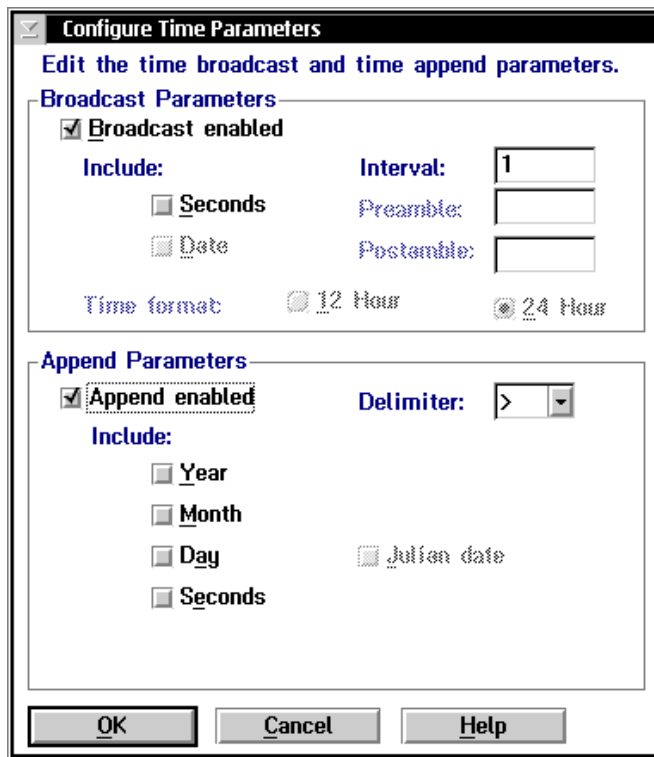 Configure Time Parameters
Edit the time broadcast and time append parameters.
Broadcast Parameters
Broadcast enabled
Include: Interval: 1
Seconds Preamble:
Date Postamble:
Time format: 12 Hour 24 Hour
Append Parameters
Append enabled Delimiter: >
Include:
Year
Month
Day Julian date
Seconds
OK Cancel Help